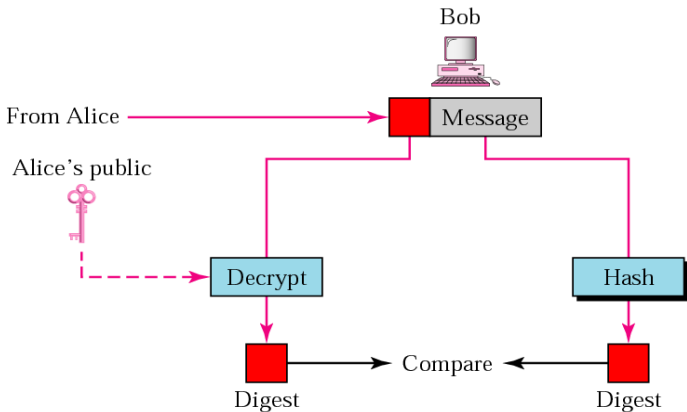 Bob
From Alice
Message
Alice's public
Decrypt
Hash
Compare
Digest
Digest